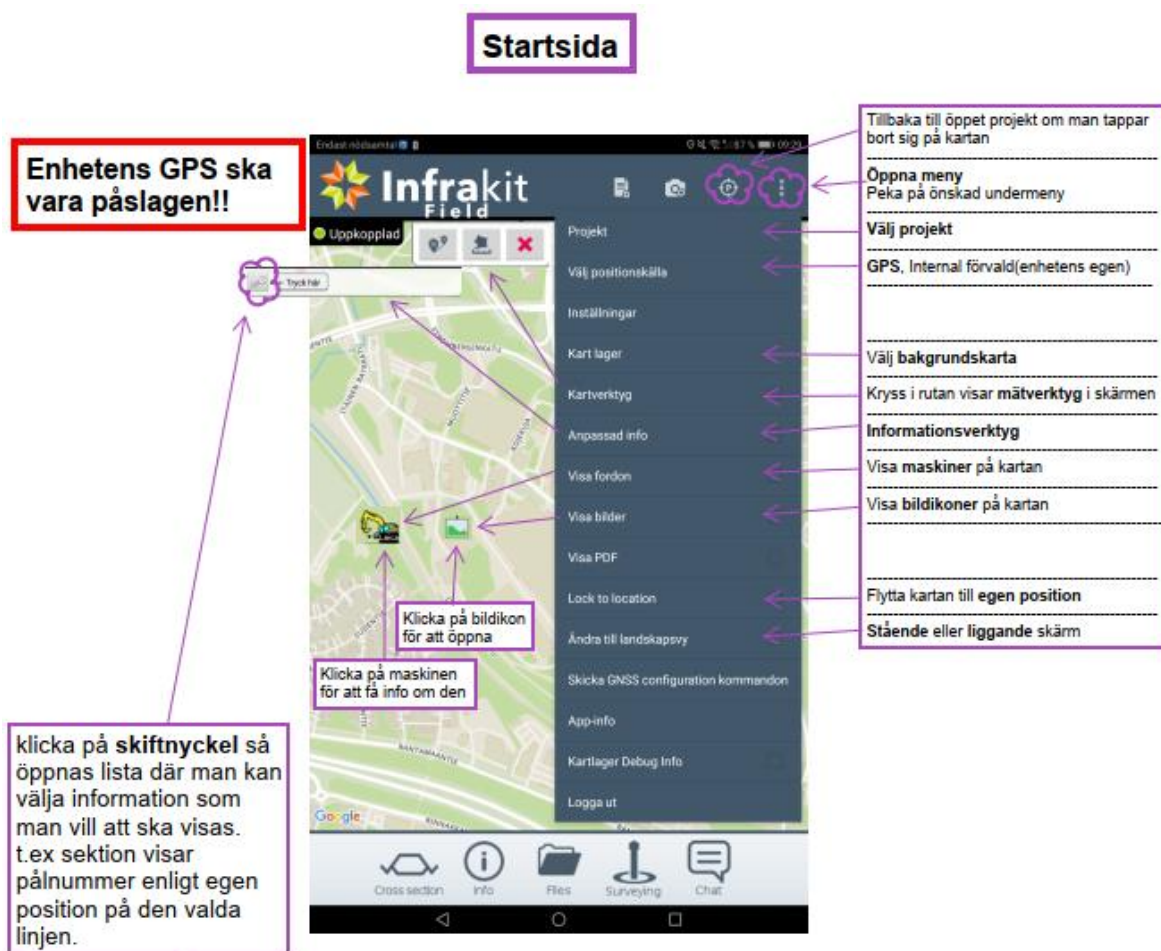 Startsida
Enhetens GPS ska
vara påslagen!!
Endast nödsamtal
87 % 09:29
Infrakit
Field
Uppkopplad
Tryck här
Projekt
Välj positionskälla
Inställningar
Kart lager
Kartverktyg
Anpassad info
Visa fordon
Visa bilder
Visa PDF
Lock to location
Ändra till landskapsvy
Skicka GNSS configuration kommandon
App-info
Kartlager Debug Info
Logga ut
Tillbaka till öppet projekt om man tappar
bort sig på kartan
Öppna meny
Peka på önskad undermeny
Välj projekt
GPS, Internal förvald(enhetens egen)
Välj bakgrundskarta
Kryss i rutan visar mätverktyg i skärmen
Informationsverktyg
Visa maskiner på kartan
Visa bildikoner på kartan
Flytta kartan till egen position
Stående eller liggande skärm
Klicka på bildikon
för att öppna
Klicka på maskinen
för att få info om den
klicka på skiftnyckel så
öppnas lista där man kan
välja information som
man vill att ska visas.
t.ex sektion visar
pålnummer enligt egen
position på den valda
linjen.
Google
Cross section
Info
Files
Surveying
Chat